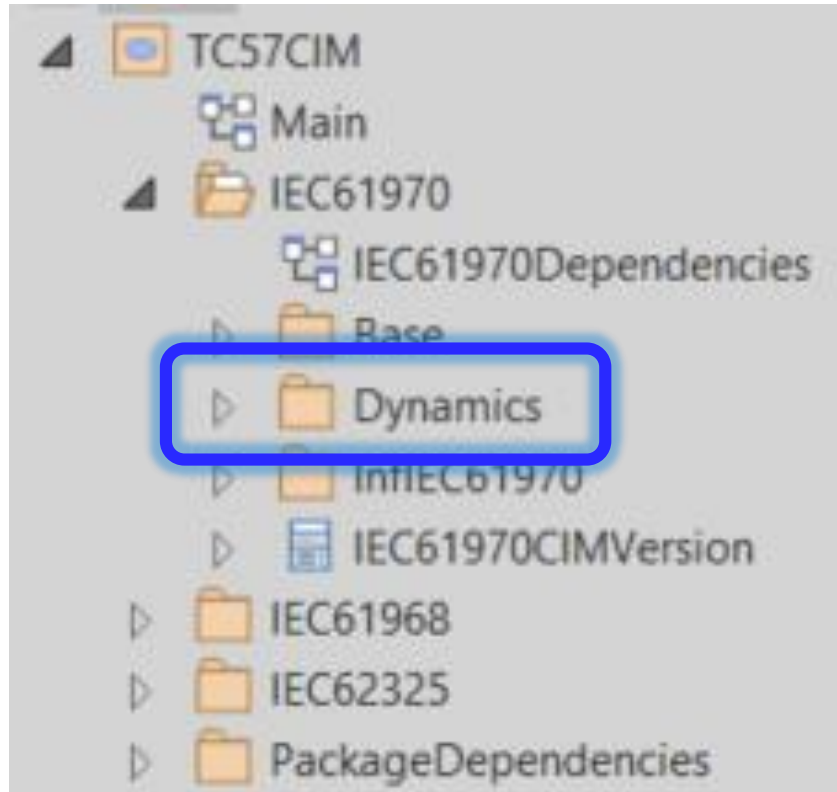 TC57CIM
Main
IEC61970
IEC61970Dependencies
Base
Dynamics
InfIEC61970
IEC61970CIMVersion
IEC61968
IEC62325
PackageDependencies